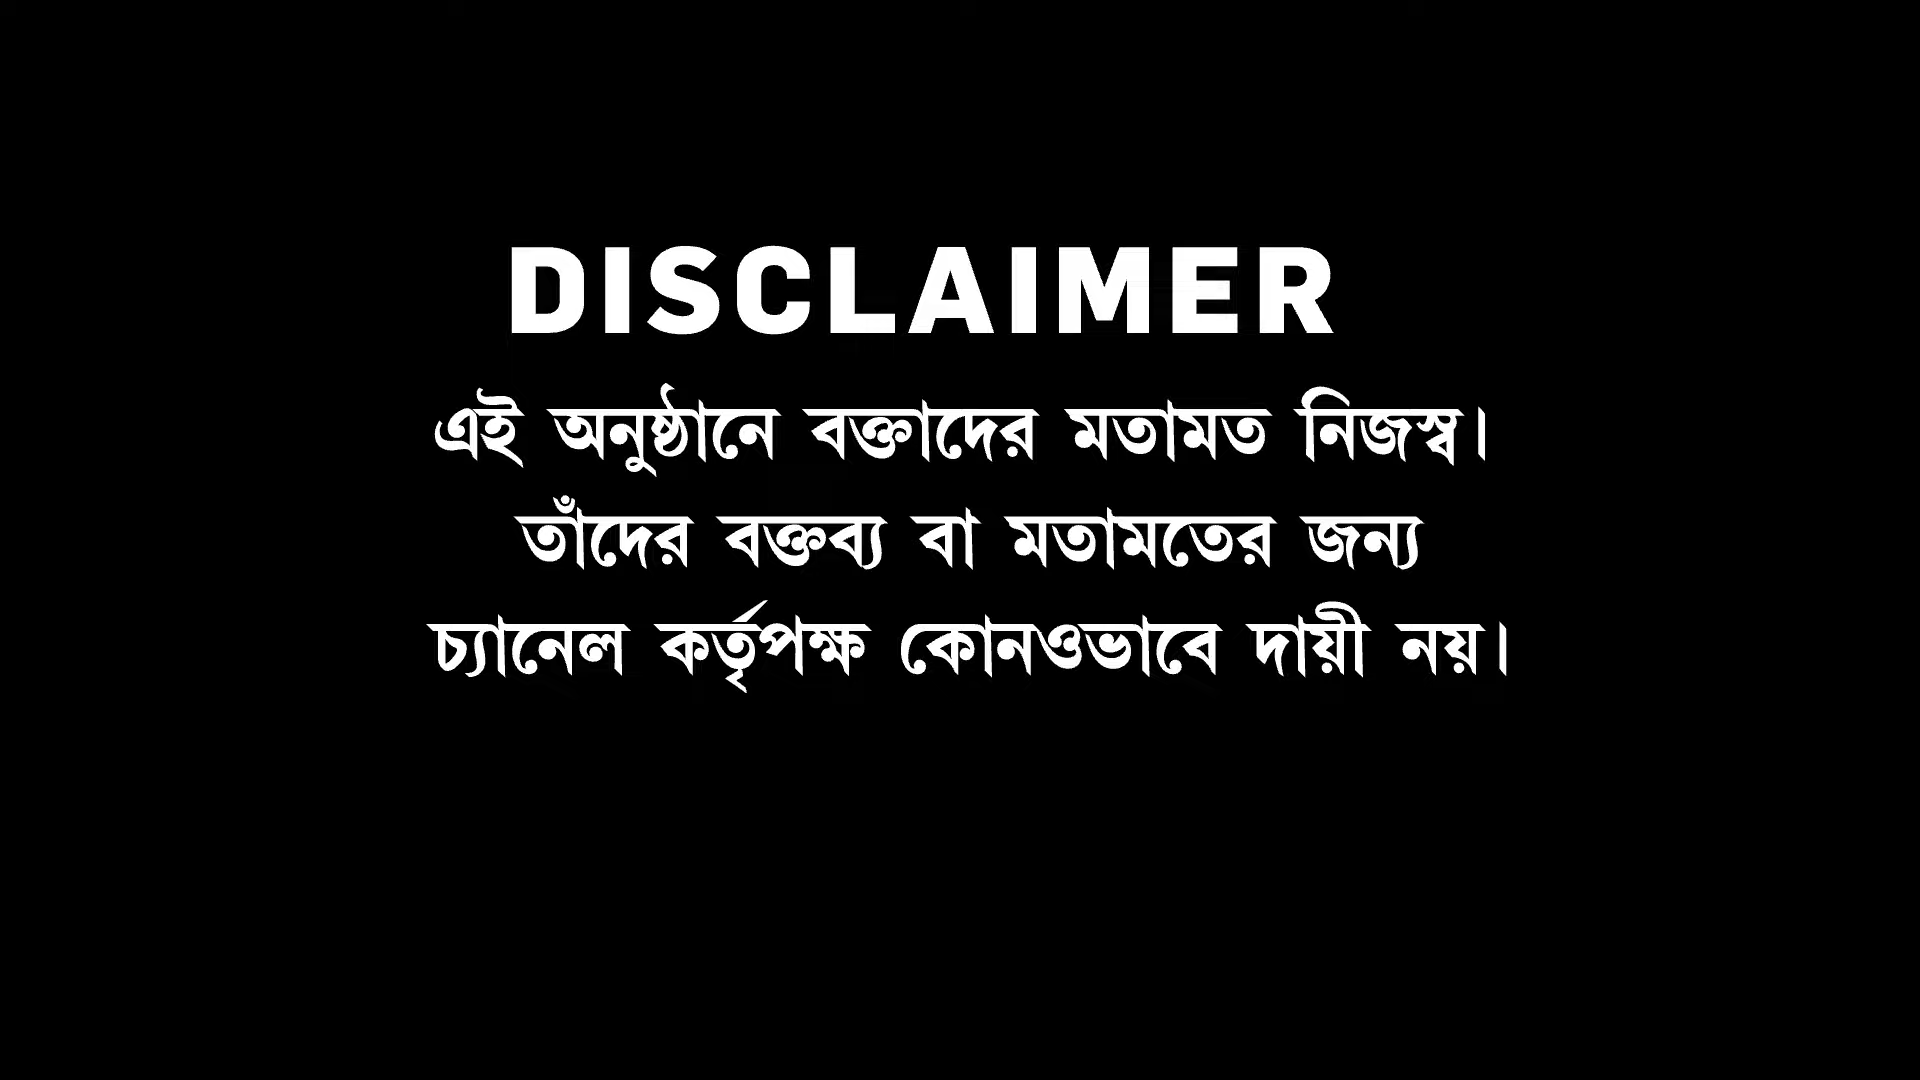 DISCLAIMER
এই অনুষ্ঠানে বক্তাদের মতামত নিজস্ব।
তাঁদের বক্তব্য বা মতামতের জন্য
চ্যানেল কর্তৃপক্ষ কোনওভাবে দায়ী নয়।